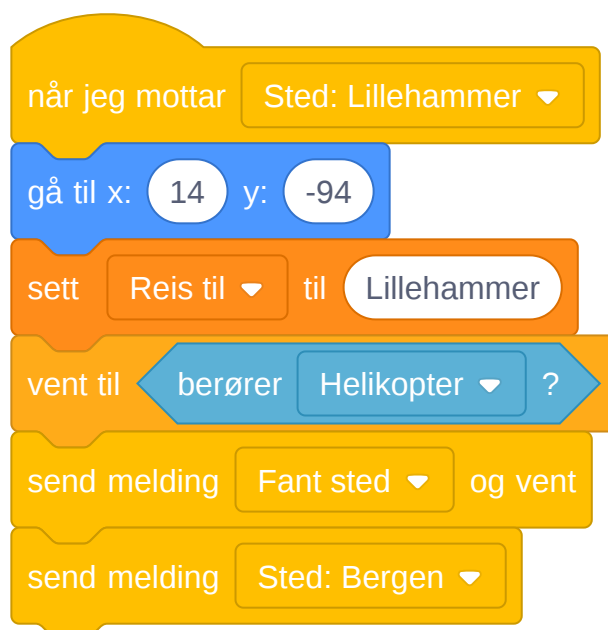 når jeg mottar Sted: Lillehammer
gå til x: 14 y: -94
sett Reis til til Lillehammer
vent til berører Helikopter ?
send melding Fant sted og vent
send melding Sted: Bergen